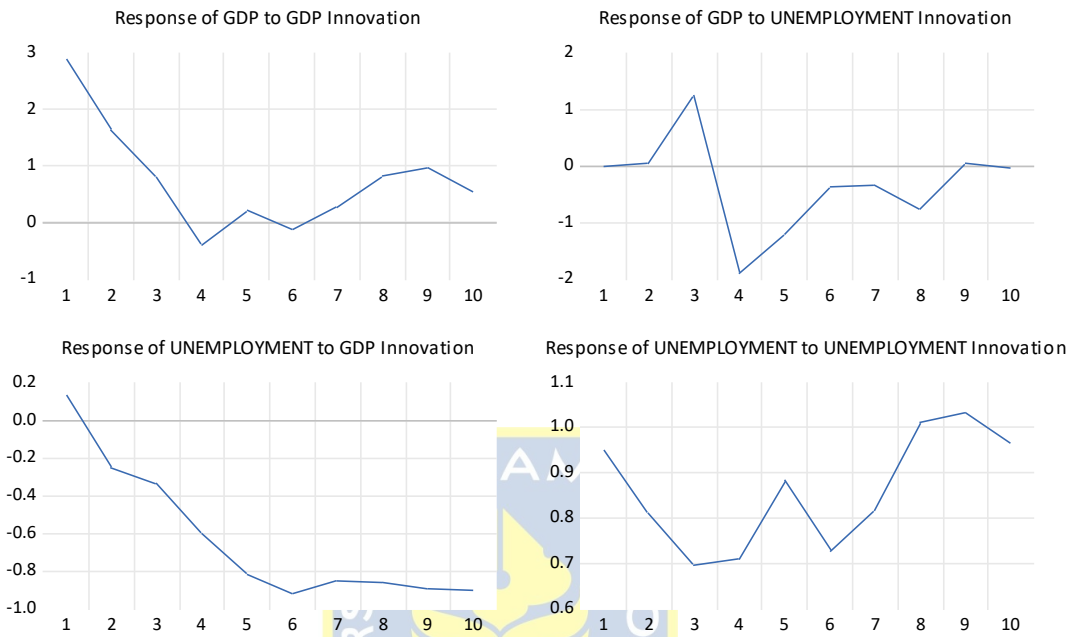 Response of GDP to GDP Innovation
3
2
1
0
-1
1 2 3 4 5 6 7 8 9 10
Response of GDP to UNEMPLOYMENT Innovation
2
1
0
-1
-2
1 2 3 4 5 6 7 8 9 10
Response of UNEMPLOYMENT to GDP Innovation
0.2
0.0
-0.2
-0.4
-0.6
-0.8
-1.0
1 2 3 4 5 6 7 8 9 10
Response of UNEMPLOYMENT to UNEMPLOYMENT Innovation
1.1
1.0
0.9
0.8
0.7
0.6
1 2 3 4 5 6 7 8 9 10